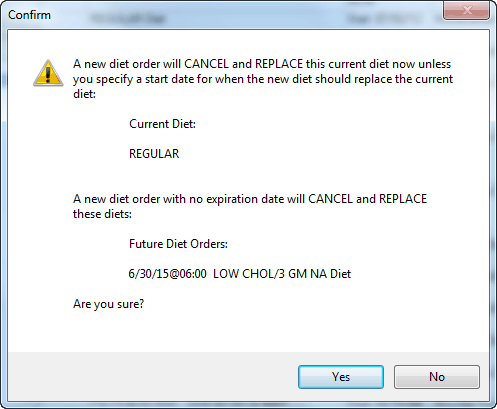 Confirm
A new diet order will CANCEL and REPLACE this current diet now unless
you specify a start date for when the new diet should replace the current
diet:
Current Diet:
REGULAR
A new diet order with no expiration date will CANCEL and REPLACE
these diets:
Future Diet Orders:
6/30/15@06:00  LOW CHOL/3 GM NA Diet
Are you sure?
Yes
No